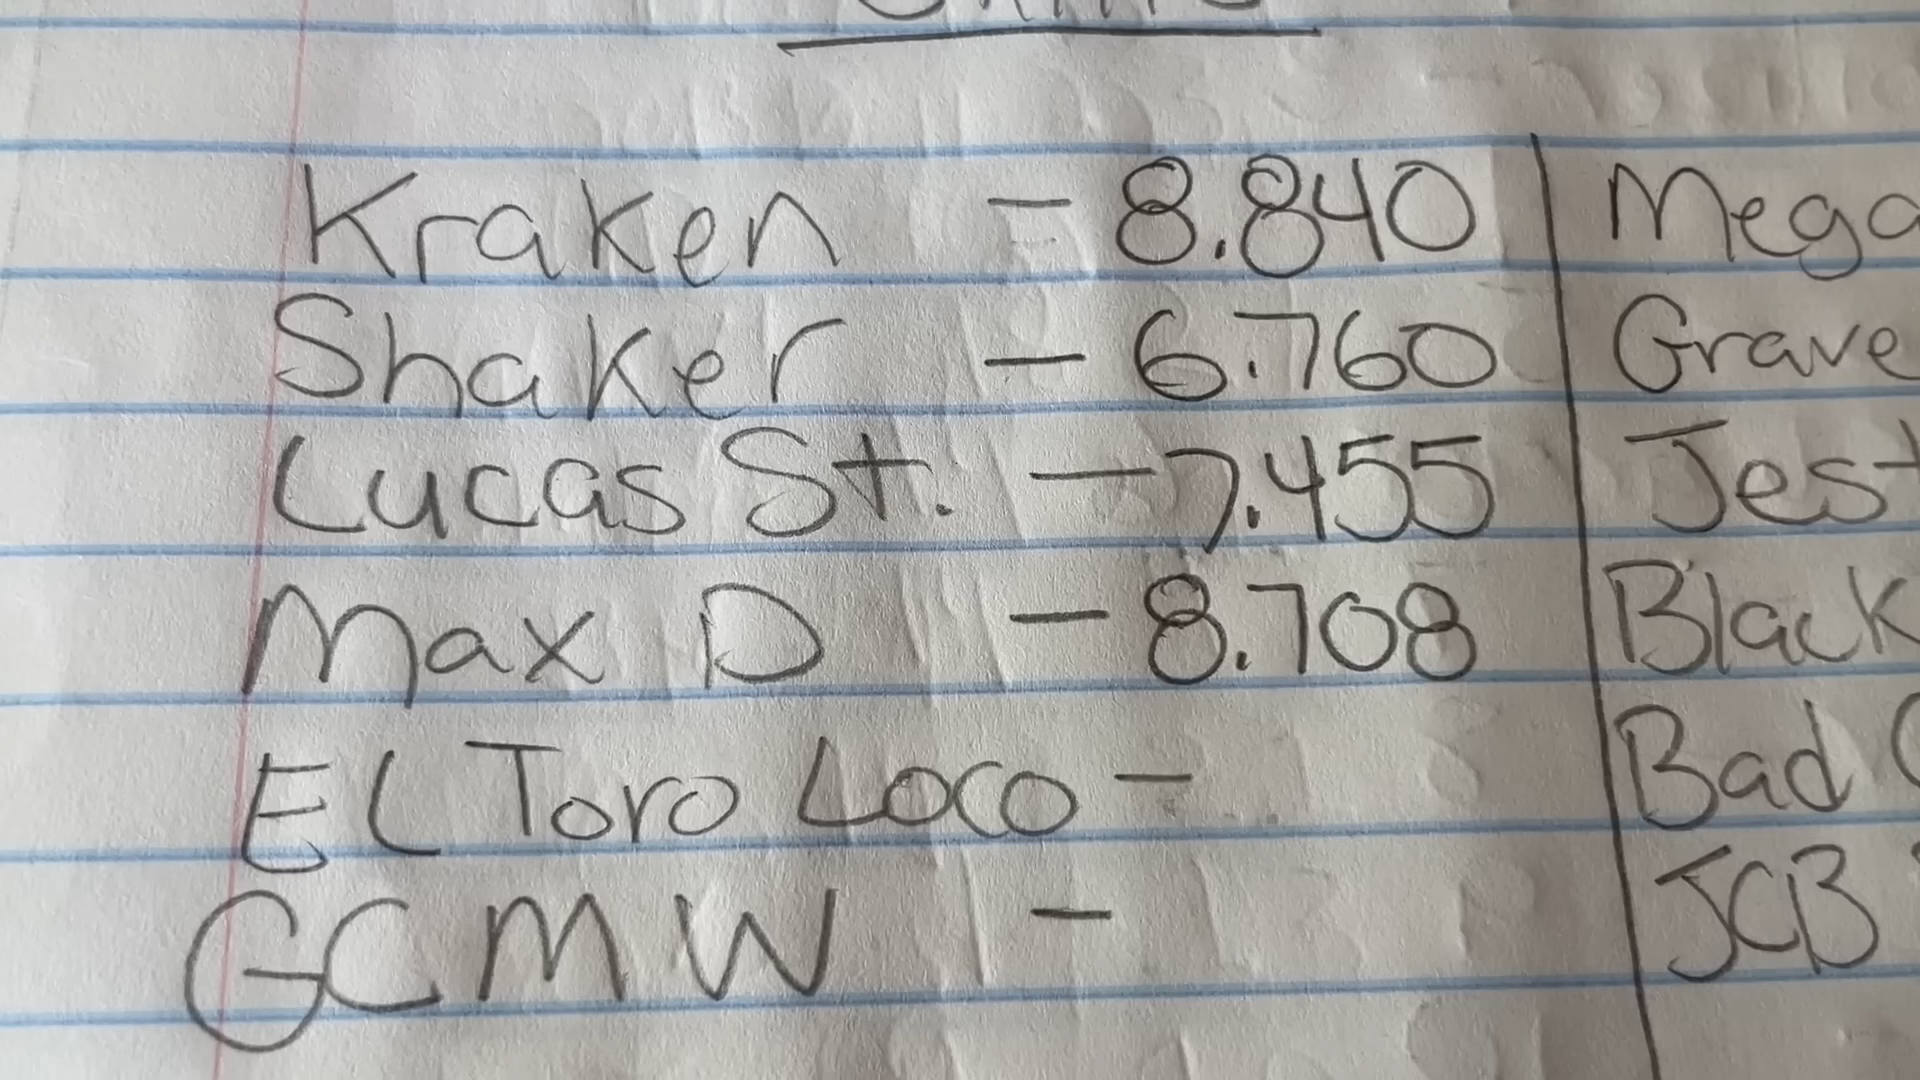 Kraken - 8.840
Shaker - 6.760
Lucas St. - 7.455
Max D - 8.708
El Toro Loco -
GCMW -
Mega
Grave
Jest
Black
Bad
JCB